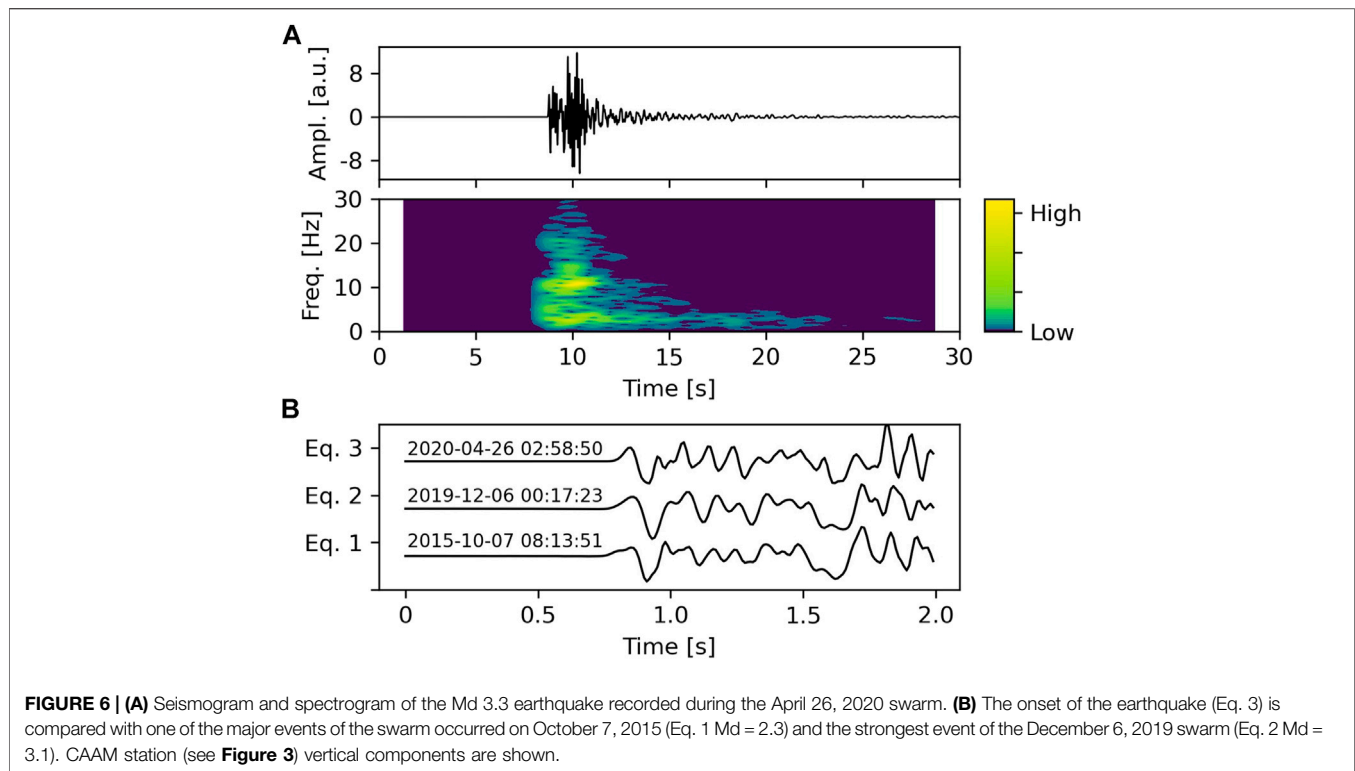 A
Ampl. [a.u.]
8
0
-8
Freq. [Hz]
30
20
10
0
0 5 10 15 20 25 30
Time [s]
High
Low
B
Eq. 3 2020-04-26 02:58:50
Eq. 2 2019-12-06 00:17:23
Eq. 1 2015-10-07 08:13:51
0 0.5 1.0 1.5 2.0
Time [s]
FIGURE 6 | (A) Seismogram and spectrogram of the Md 3.3 earthquake recorded during the April 26, 2020 swarm. (B) The onset of the earthquake (Eq. 3) is
compared with one of the major events of the swarm occurred on October 7, 2015 (Eq. 1 Md = 2.3) and the strongest event of the December 6, 2019 swarm (Eq. 2 Md =
3.1). CAAM station (see Figure 3) vertical components are shown.